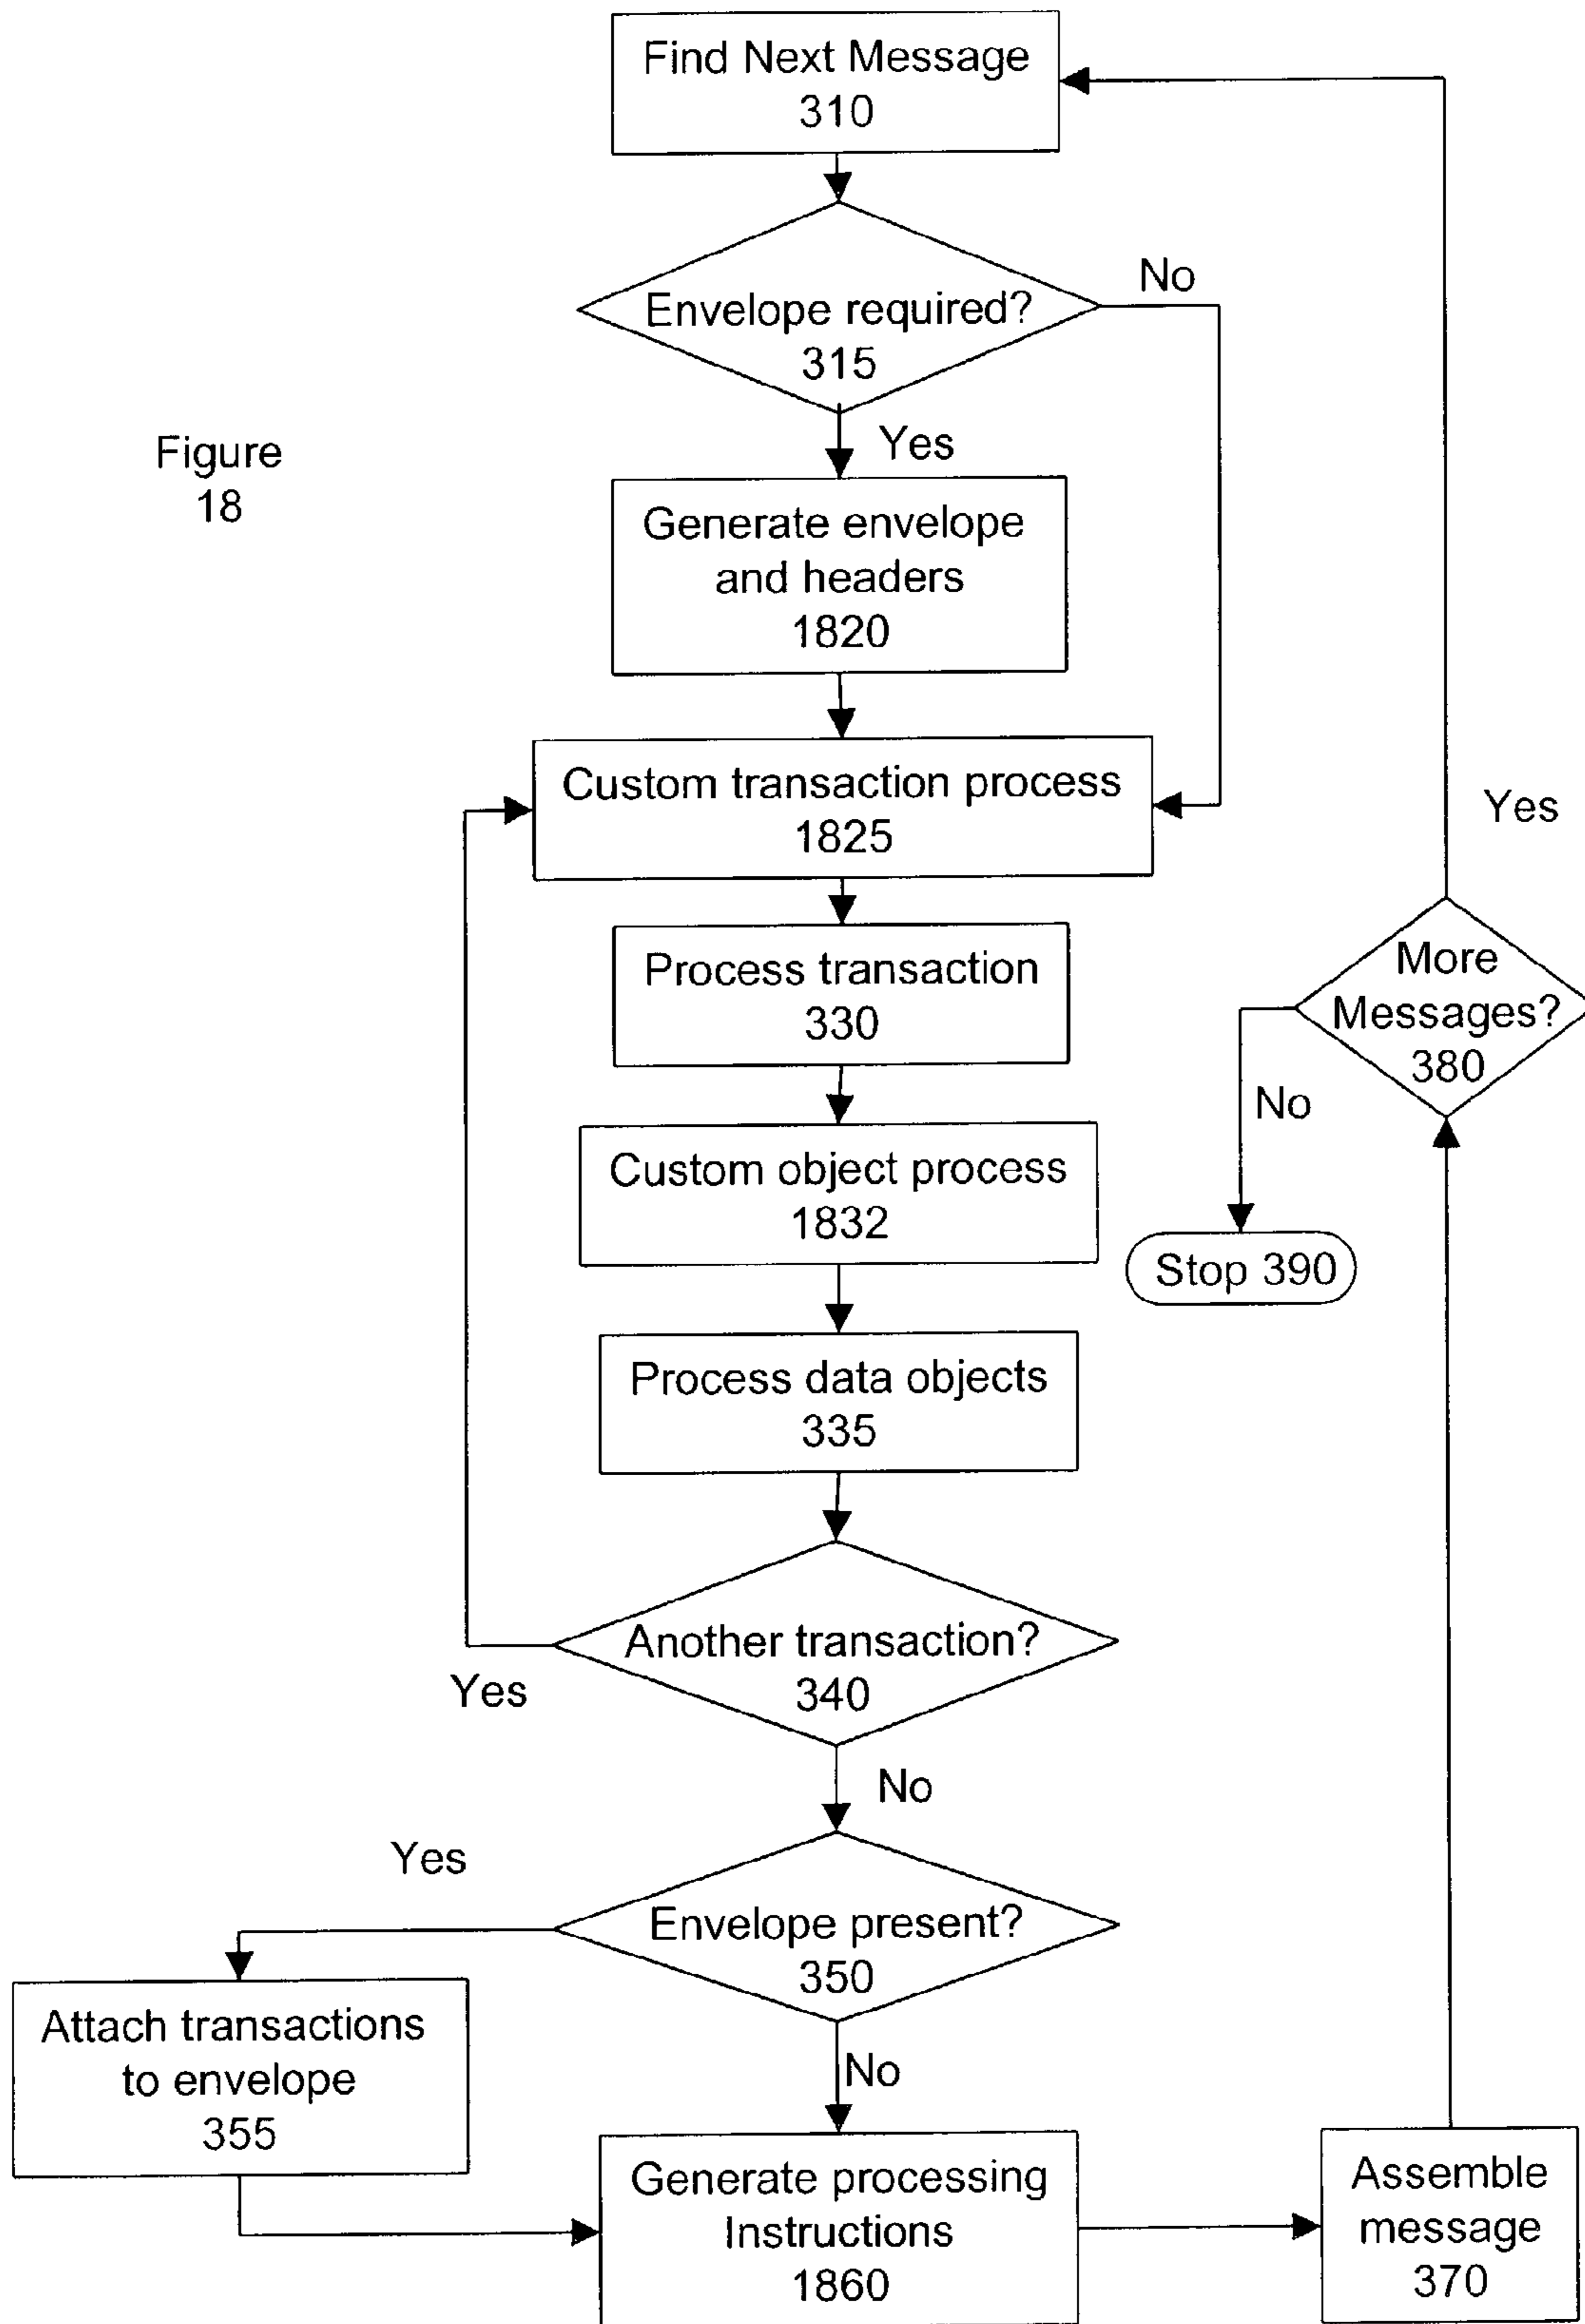 Find Next Message
310
No
Envelope required?
315
Yes
Figure
18
Generate envelope
and headers
1820
Custom transaction process
1825
Yes
Process transaction
330
More
Messages?
380
No
Custom object process
1832
Stop 390
Process data objects
335
Another transaction?
340
Yes
No
Yes
Envelope present?
350
Attach transactions
to envelope
355
No
Generate processing
Instructions
1860
Assemble
message
370